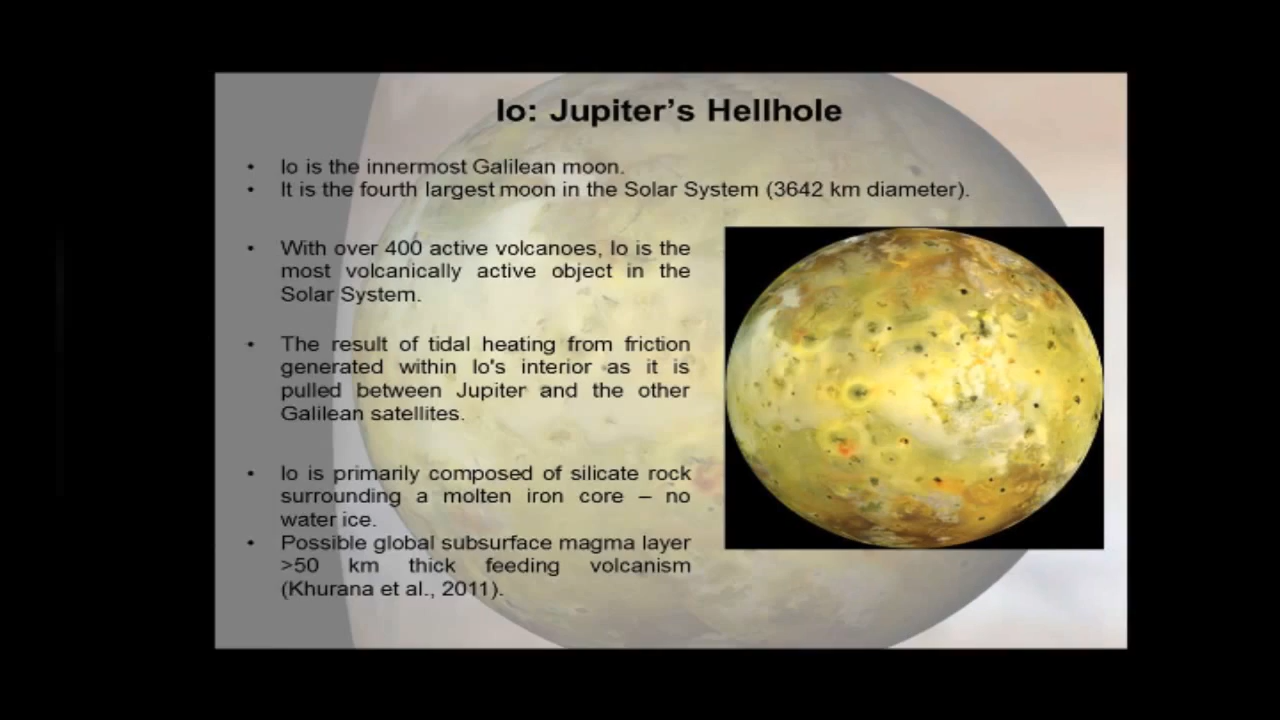 Io: Jupiter's Hellhole
• Io is the innermost Galilean moon.
• It is the fourth largest moon in the Solar System (3642 km diameter).
• With over 400 active volcanoes, Io is the
most volcanically active object in the
Solar System.
• The result of tidal heating from friction
generated within Io's interior as it is
pulled between Jupiter and the other
Galilean satellites.
• Io is primarily composed of silicate rock
surrounding a molten iron core – no
water ice.
• Possible global subsurface magma layer
>50 km thick feeding volcanism
(Khurana et al., 2011).